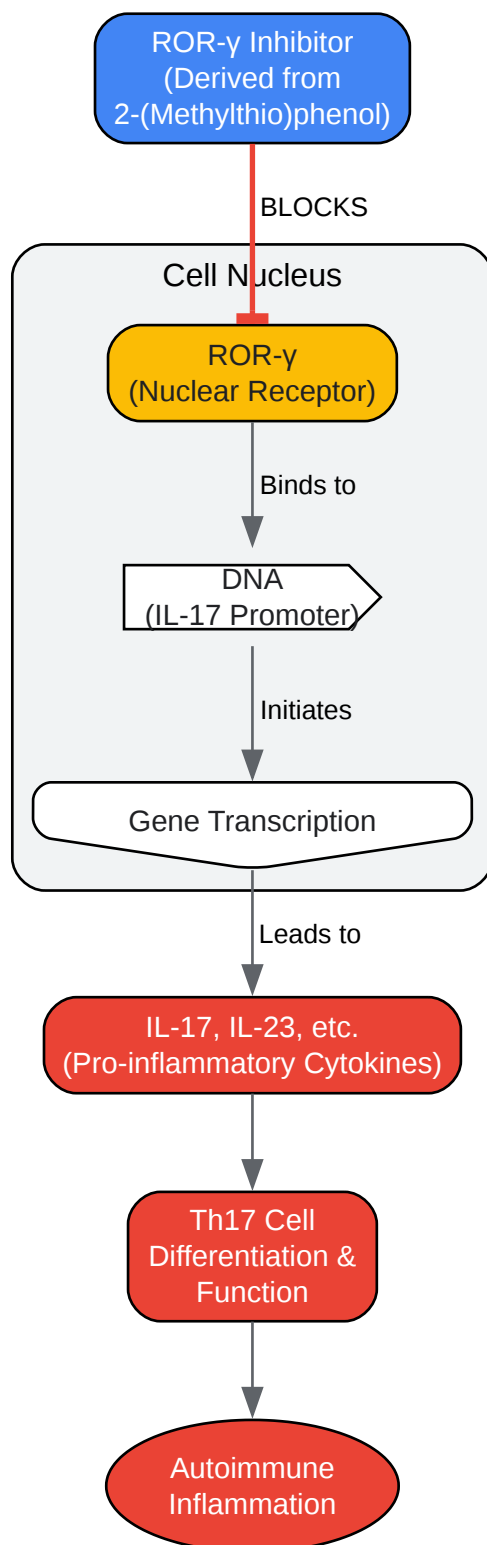 ROR-γ Inhibitor
(Derived from
2-(Methylthio)phenol)
BLOCKS
Cell Nucleus
ROR-γ
(Nuclear Receptor)
Binds to
DNA
(IL-17 Promoter)
Initiates
Gene Transcription
Leads to
IL-17, IL-23, etc.
(Pro-inflammatory Cytokines)
Th17 Cell
Differentiation &
Function
Autoimmune
Inflammation